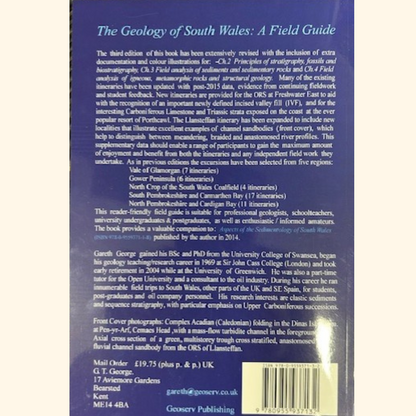 The Geology of South Wales: A Field Guide
The third edition of this book has been extensively revised with the inclusion of extra
documentation and colour illustrations for: -Ch.2 Principles of stratigraphy, fossils and
biostratigraphy, Ch.3 Field analysis of sediments and sedimentary rocks and Ch.4 Field
analysis of igneous, metamorphic rocks and structural geology. Many of the existing
itineraries have been updated with post-2015 data, evidence from continuing fieldwork
and student feedback. New itineraries are provided for the ORS at Freshwater East to aid
with the recognition of an important newly defined incised valley fill (IVF), and for the
interesting Carboniferous Limestone and Triassic strata exposed on the coast at the ever
popular resort of Porthcawl. The Llansteffan itinerary has been expanded to include new
localities that illustrate excellent examples of channel sandbodies (front cover), which
help to distinguish between meandering, braided and anastomosed river profiles. This
supplementary data should enable a range of participants to gain the maximum amount
of enjoyment and benefit from both the itineraries and any independent field work they
undertake. As in previous editions the excursions have been selected from five regions:
Vale of Glamorgan (7 itineraries)
Gower Peninsula (6 itineraries)
North Crop of the South Wales Coalfield (4 itineraries)
South Pembrokeshire and Carmarthen Bay (17 itineraries)
North Pembrokeshire and Cardigan Bay (11 itineraries)
This reader-friendly field guide is suitable for professional geologists, schoolteachers,
university undergraduates & postgraduates, as well as enthusiastic / informed amateurs.
The book provides a valuable companion to: Aspects of the Sedimentology of South Wales
published by the author in 2014.
Gareth George gained his BSc and PhD from the University College of Swansea, began
his geology teaching/research career in 1969 at Sir John Cass College (London) and took
early retirement in 2004 while at the University of Greenwich. He was also a part-time
tutor for the Open University and a consultant to the oil industry. During his career he ran
innumerable field trips to South Wales, other parts of the UK and SE Spain, for students,
post-graduates and oil company personnel. His research interests are clastic sediments
and sequence stratigraphy, with particular emphasis on Upper Carboniferous successions.
Front Cover photographs: Complex Acadian (Caledonian) folding in the Dinas Island
at Pen-yr-Afr, Cemaes Head, with a mass-flow turbidite channel in the foreground.
Axial cross section of a green, multistorey trough cross stratified, anastomosed
fluvial channel sandbody from the ORS of Llansteffan.
Mail Order £19.75 (plus p. & p.) UK
G. T. George.
17 Aviemore Gardens
Bearsted
Kent
ME14 4BA
gareth@geoserv.co.uk
Geoserv Publishing